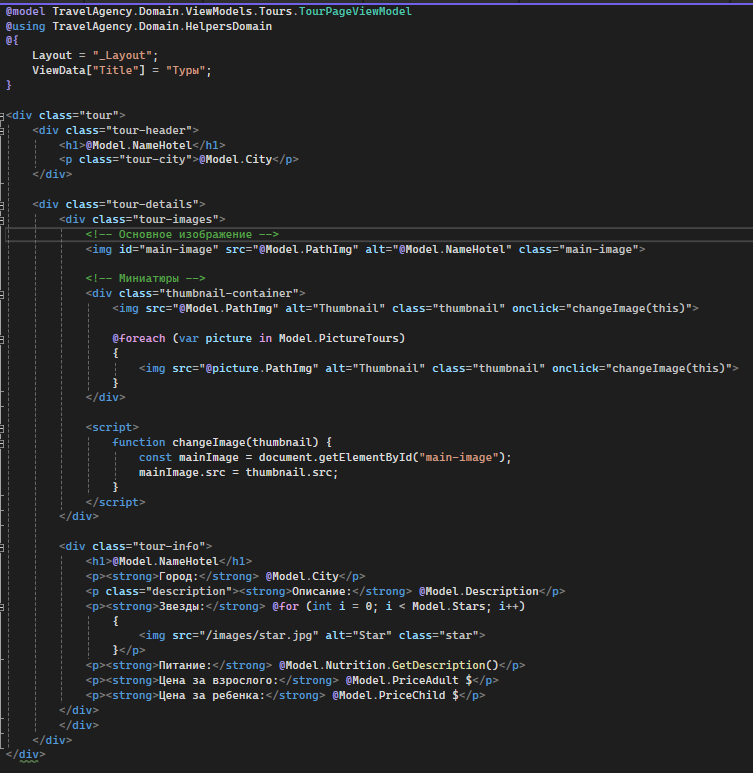 @model TravelAgency.Domain.ViewModels.Tours.TourPageViewModel
@using TravelAgency.Domain.HelpersDomain
@{
    Layout = "_Layout";
    ViewData["Title"] = "Туры";
}

<div class="tour">
    <div class="tour-header">
        <h1>@Model.NameHotel</h1>
        <p class="tour-city">@Model.City</p>
    </div>

    <div class="tour-details">
        <div class="tour-images">
            <!-- Основное изображение -->
            <img id="main-image" src="@Model.PathImg" alt="@Model.NameHotel" class="main-image">

            <!-- Миниатюры -->
            <div class="thumbnail-container">
                <img src="@Model.PathImg" alt="Thumbnail" class="thumbnail" onclick="changeImage(this)">

                @foreach (var picture in Model.PictureTours)
                {
                    <img src="@picture.PathImg" alt="Thumbnail" class="thumbnail" onclick="changeImage(this)">
                }
            </div>

            <script>
                function changeImage(thumbnail) {
                    const mainImage = document.getElementById("main-image");
                    mainImage.src = thumbnail.src;
                }
            </script>
        </div>

        <div class="tour-info">
            <h1>@Model.NameHotel</h1>
            <p><strong>Город:</strong> @Model.City</p>
            <p class="description"><strong>Описание:</strong> @Model.Description</p>
            <p><strong>Звезды:</strong> @for (int i = 0; i < Model.Stars; i++)
                {
                    <img src="/images/star.jpg" alt="Star" class="star">
                }</p>
            <p><strong>Питание:</strong> @Model.Nutrition.GetDescription()</p>
            <p><strong>Цена за взрослого:</strong> @Model.PriceAdult $</p>
            <p><strong>Цена за ребенка:</strong> @Model.PriceChild $</p>
        </div>
        </div>
    </div>
</div>